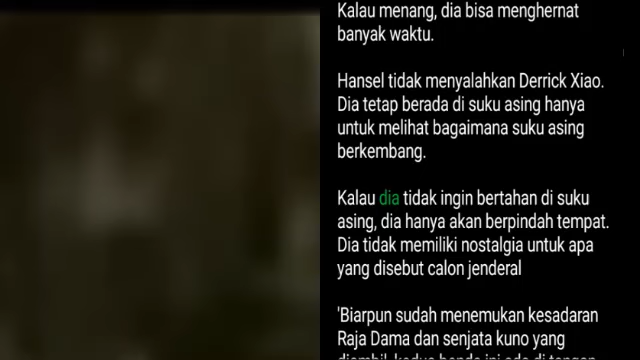 Kalau menang, dia bisa menghernat
banyak waktu.
Hansel tidak menyalahkan Derrick Xiao.
Dia tetap berada di suku asing hanya
untuk melihat bagaimana suku asing
berkembang.
Kalau dia tidak ingin bertahan di suku
asing, dia hanya akan berpindah tempat.
Dia tidak memiliki nostalgia untuk apa
yang disebut calon jenderal
'Biarpun sudah menemukan kesadaran
Raja Dama dan senjata kuno yang